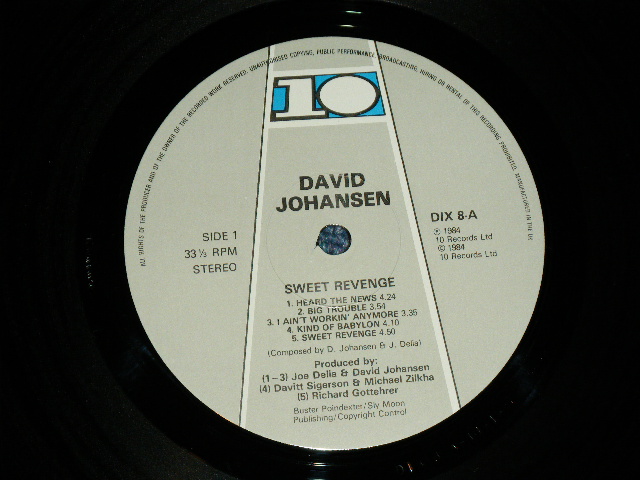 ALL RIGHTS OF THE PRODUCER AND OF THE OWNER OF THE RECORDED WORK RESERVED. UNAUTHORISED COPYING, PUBLIC PERFORMANCE, BROADCASTING, HIRING OR RENTAL OF THIS RECORDING PROHIBITED. MANUFACTURED IN THE UK
10
DAVID
JOHANSEN
SIDE 1
33⅓ RPM
STEREO
DIX 8-A
℗ 1984
10 Records Ltd
© 1984
10 Records Ltd
SWEET REVENGE
1. HEARD THE NEWS 4.24
2. BIG TROUBLE 3.54
3. I AIN'T WORKIN' ANYMORE 3.35
4. KIND OF BABYLON 4.10
5. SWEET REVENGE 4.50
(Composed by D. Johansen & J. Delia)
Produced by:
(1-3) Joe Delia & David Johansen
(4) Davitt Sigerson & Michael Zilkha
(5) Richard Gottehrer
Buster Poindexter/Sly Moon
Publishing/Copyright Control